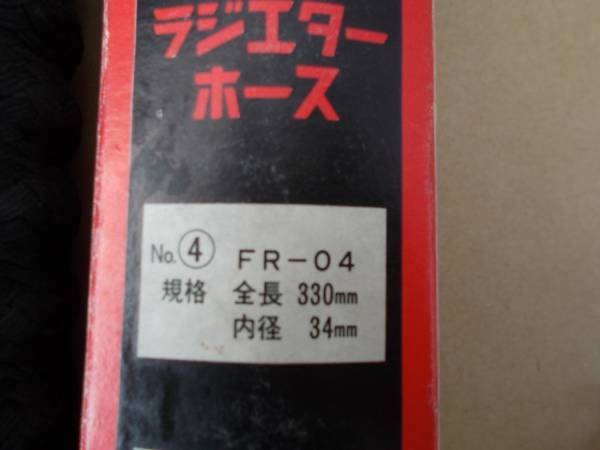 ラジエター
ホース
No.④ FR-04
規格 全長 330mm
内径 34mm